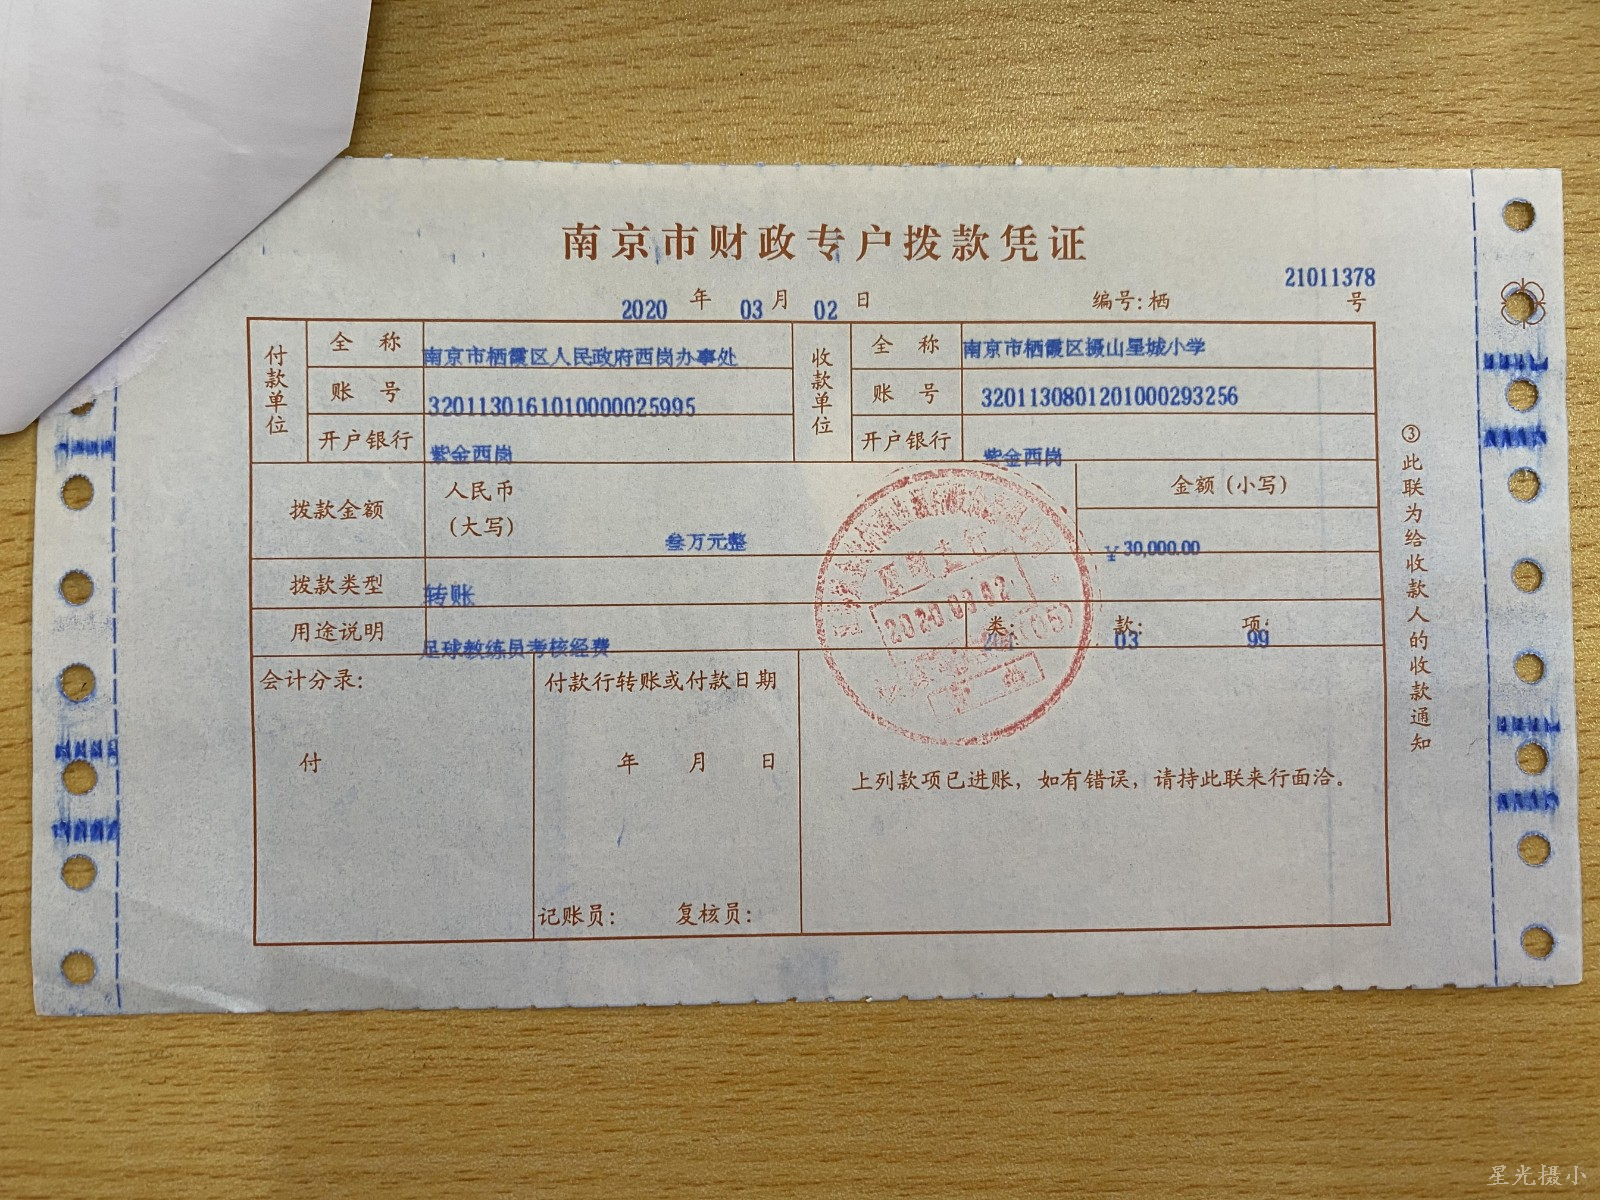 南京市财政专户拨款凭证
21011378
2020 年 03 月 02 日 编号:栖 号
付款单位 全 称 南京市栖霞区人民政府西岗办事处 收款单位 全 称 南京市栖霞区摄山星城小学
账 号 3201130161010000025995 账 号 3201130801201000293256
开户银行 紫金西岗 开户银行 紫金西岗
拨款金额 人民币 金额(小写)
(大写) 叁万元整 ¥30,000.00
拨款类型 转账
用途说明 足球教练员考核经费 类: 款: 03 项: 99
支行
2020.03.02
(05)
会计分录: 付款行转账或付款日期
付 年 月 日
上列款项已进账，如有错误，请持此联来行面洽。
记账员: 复核员:
③此联为给收款人的收款通知
星光摄小